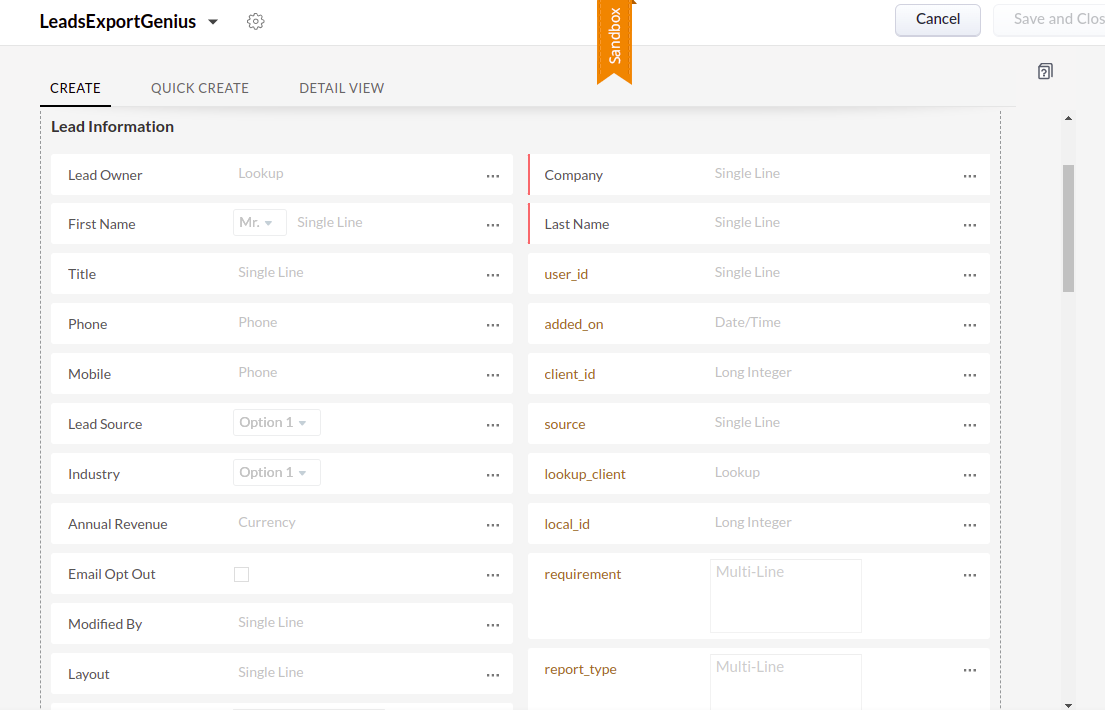 LeadsExportGenius
Sandbox
Cancel
Save and Clos
CREATE QUICK CREATE DETAIL VIEW
Lead Information
Lead Owner Lookup
Company Single Line
First Name Mr. Single Line
Last Name Single Line
Title Single Line
user_id Single Line
Phone Phone
added_on Date/Time
Mobile Phone
client_id Long Integer
Lead Source Option 1
source Single Line
Industry Option 1
lookup_client Lookup
Annual Revenue Currency
local_id Long Integer
Email Opt Out
requirement Multi-Line
Modified By Single Line
Layout Single Line
report_type Multi-Line